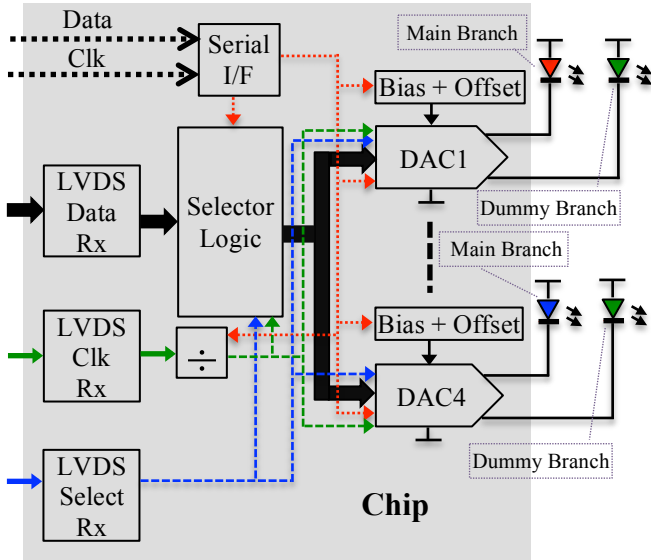 Data
Clk
Serial
I/F
Main Branch
Bias + Offset
DAC1
LVDS
Data
Rx
Selector
Logic
Dummy Branch
Main Branch
LVDS
Clk
Rx
÷
Bias + Offset
DAC4
LVDS
Select
Rx
Dummy Branch
Chip